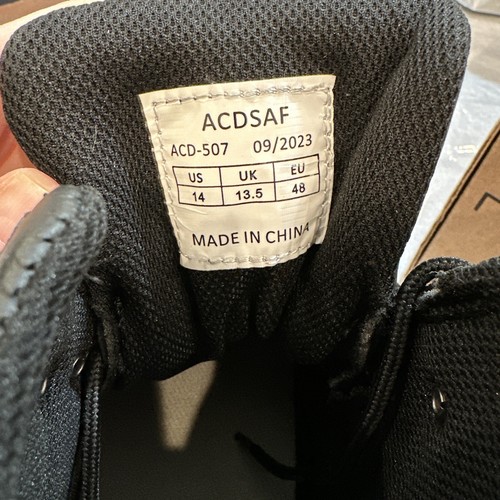 ACDSAF
ACD-507 09/2023
US UK EU
14 13.5 48
MADE IN CHINA